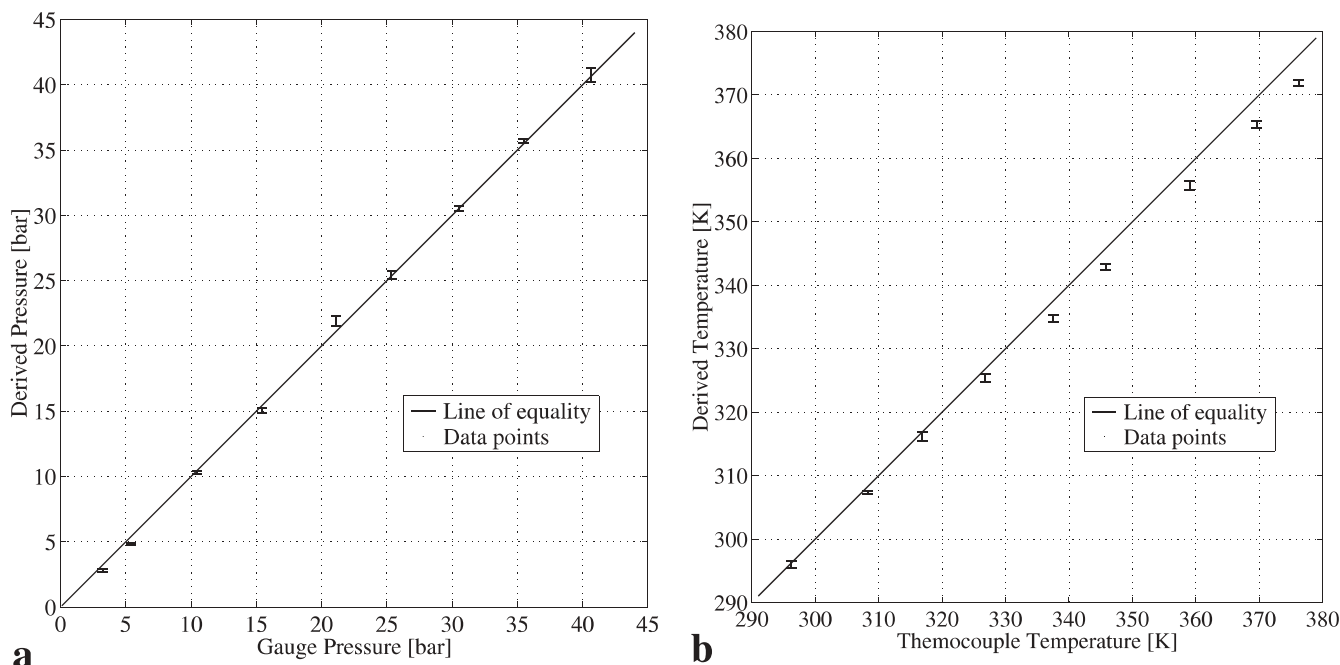 45
40
35
30
25
20
15
10
5
0
Derived Pressure [bar]
Line of equality
Data points
0 5 10 15 20 25 30 35 40 45
Gauge Pressure [bar]
a
380
370
360
350
340
330
320
310
300
290
Derived Temperature [K]
Line of equality
Data points
290 300 310 320 330 340 350 360 370 380
Themocouple Temperature [K]
b